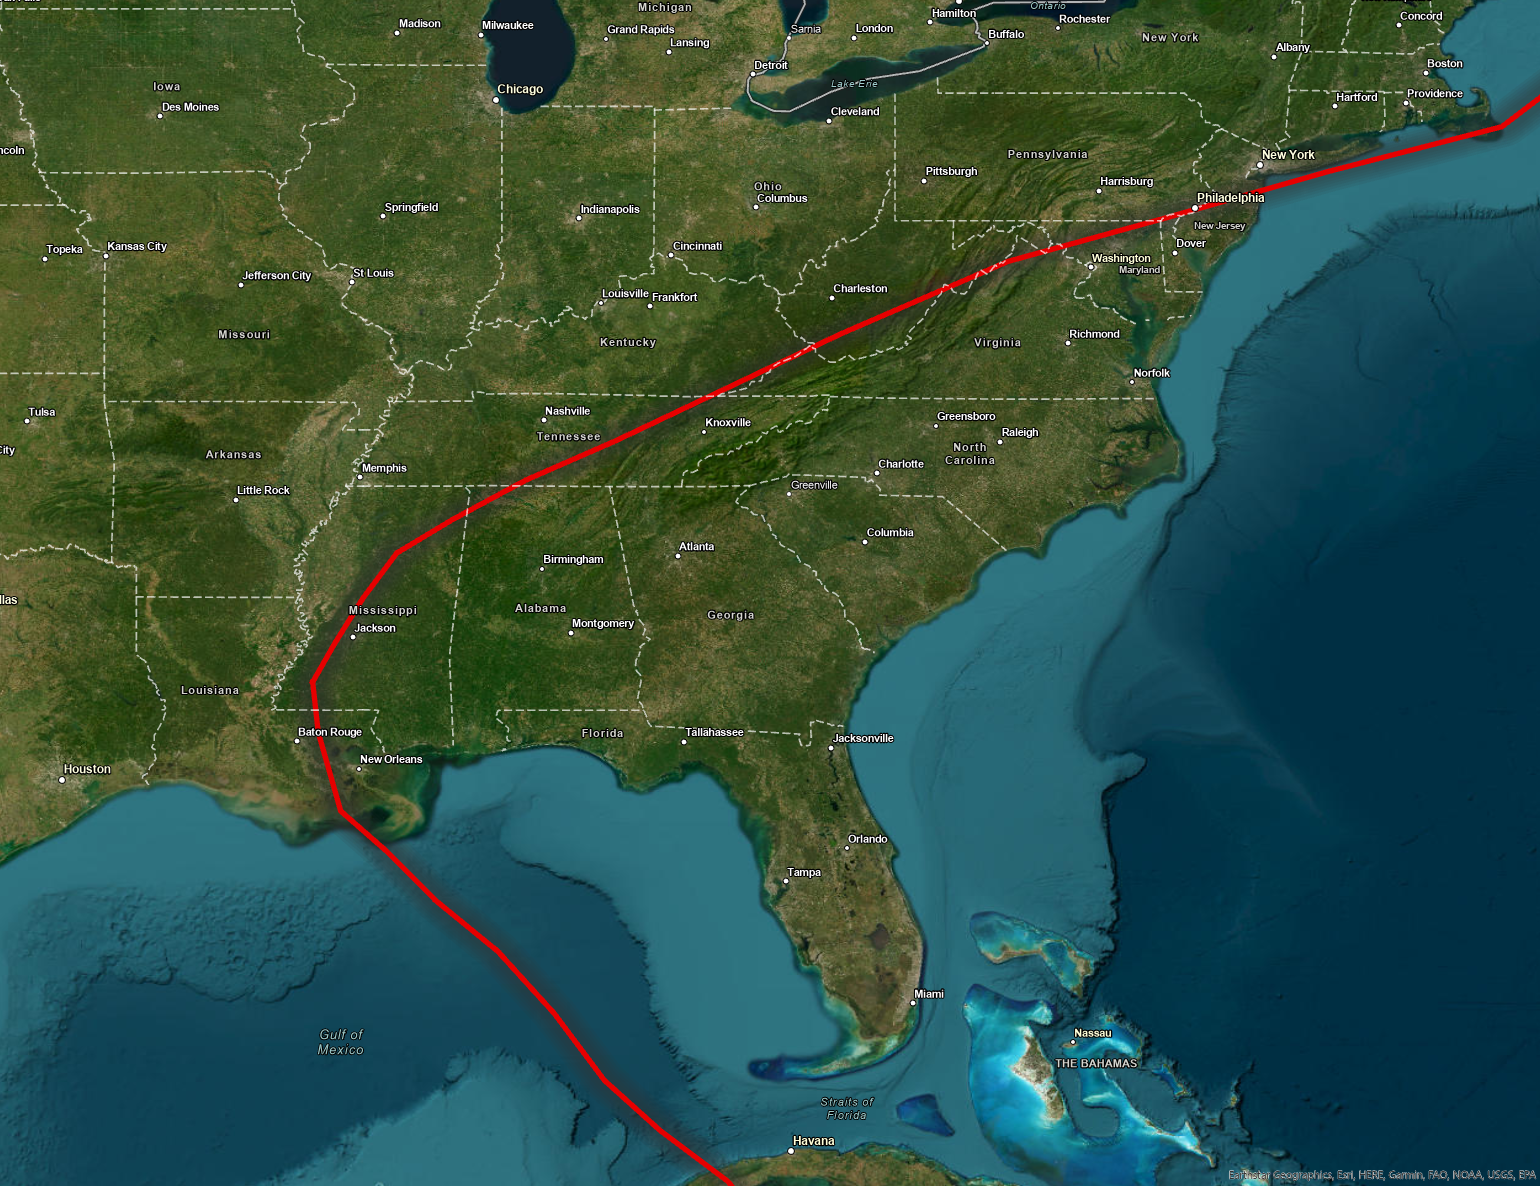 Michigan
Ontario
Hamilton
Concord
Madison
Milwaukee
Grand Rapids
Sarnia
London
Rochester
Lansing
Buffalo
New York
Albany
Detroit
Boston
Iowa
Chicago
Lake Erie
Des Moines
Cleveland
Hartford
Providence
ncoln
Pennsylvania
New York
Pittsburgh
Harrisburg
Ohio
Columbus
Philadelphia
Springfield
Indianapolis
New Jersey
Topeka
Kansas City
Cincinnati
Dover
Washington
Maryland
Jefferson City
St Louis
Charleston
Louisville
Frankfort
Missouri
Kentucky
Virginia
Richmond
Norfolk
Tulsa
Nashville
Knoxville
Greensboro
Tennessee
Raleigh
City
Arkansas
North
Carolina
Memphis
Charlotte
Little Rock
Greenville
Columbia
Birmingham
Atlanta
llas
Mississippi
Alabama
Georgia
Jackson
Montgomery
Louisiana
Baton Rouge
Florida
Tallahassee
Jacksonville
New Orleans
Houston
Orlando
Tampa
Miami
Gulf of
Mexico
Nassau
THE BAHAMAS
Straits of
Florida
Havana
Earthstar Geographics, Esri, HERE, Garmin, FAO, NOAA, USGS, EPA